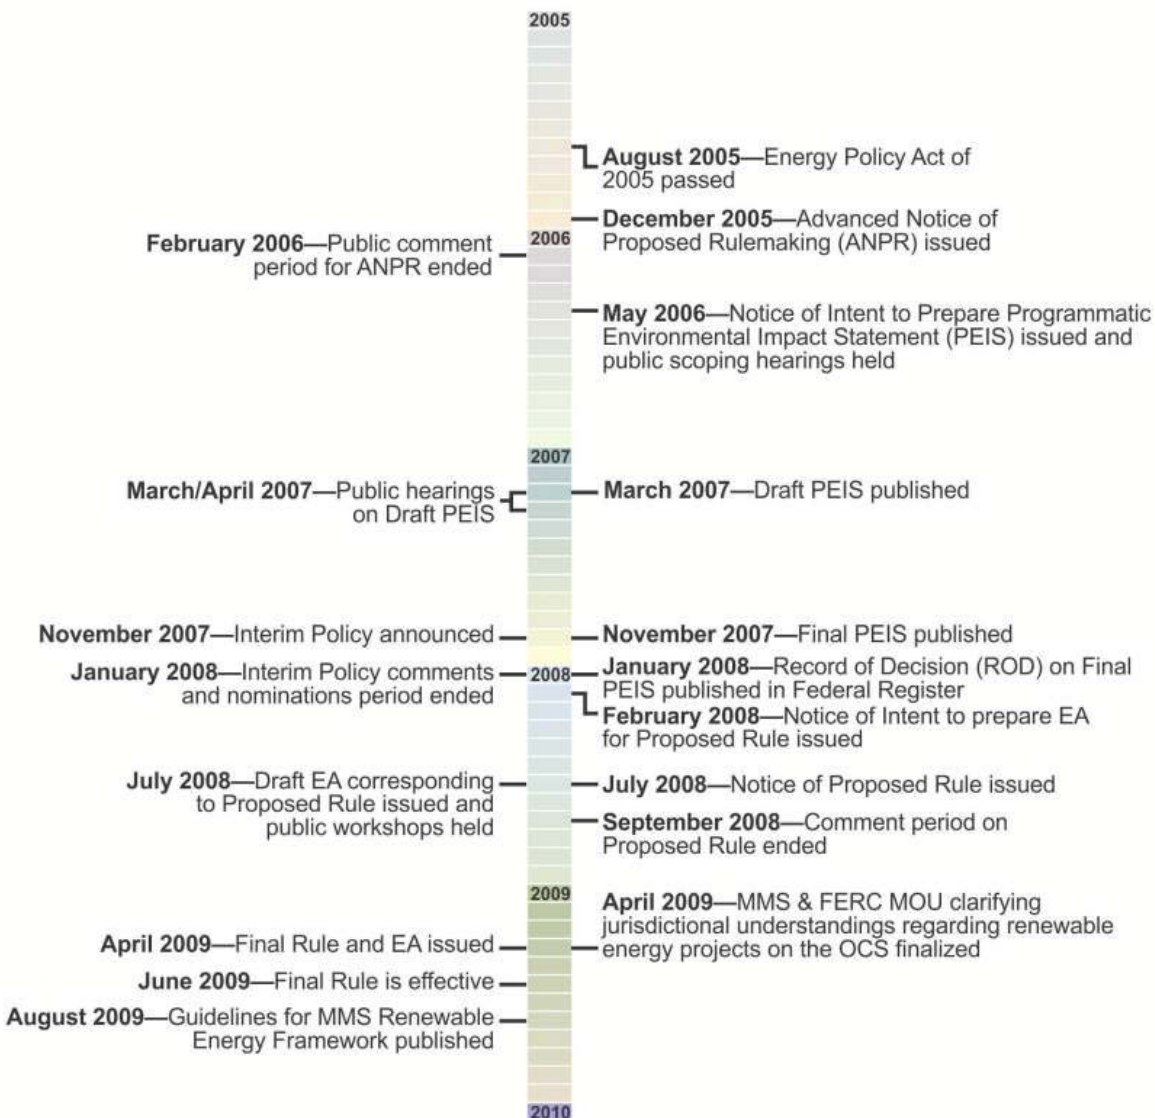 2005
August 2005—Energy Policy Act of
2005 passed
December 2005—Advanced Notice of
Proposed Rulemaking (ANPR) issued
2006
February 2006—Public comment
period for ANPR ended
May 2006—Notice of Intent to Prepare Programmatic
Environmental Impact Statement (PEIS) issued and
public scoping hearings held
2007
March/April 2007—Public hearings
on Draft PEIS
March 2007—Draft PEIS published
November 2007—Interim Policy announced
November 2007—Final PEIS published
January 2008—Interim Policy comments
and nominations period ended
2008
January 2008—Record of Decision (ROD) on Final
PEIS published in Federal Register
February 2008—Notice of Intent to prepare EA
for Proposed Rule issued
July 2008—Draft EA corresponding
to Proposed Rule issued and
public workshops held
July 2008—Notice of Proposed Rule issued
September 2008—Comment period on
Proposed Rule ended
2009
April 2009—MMS & FERC MOU clarifying
jurisdictional understandings regarding renewable
energy projects on the OCS finalized
April 2009—Final Rule and EA issued
June 2009—Final Rule is effective
August 2009—Guidelines for MMS Renewable
Energy Framework published
2010